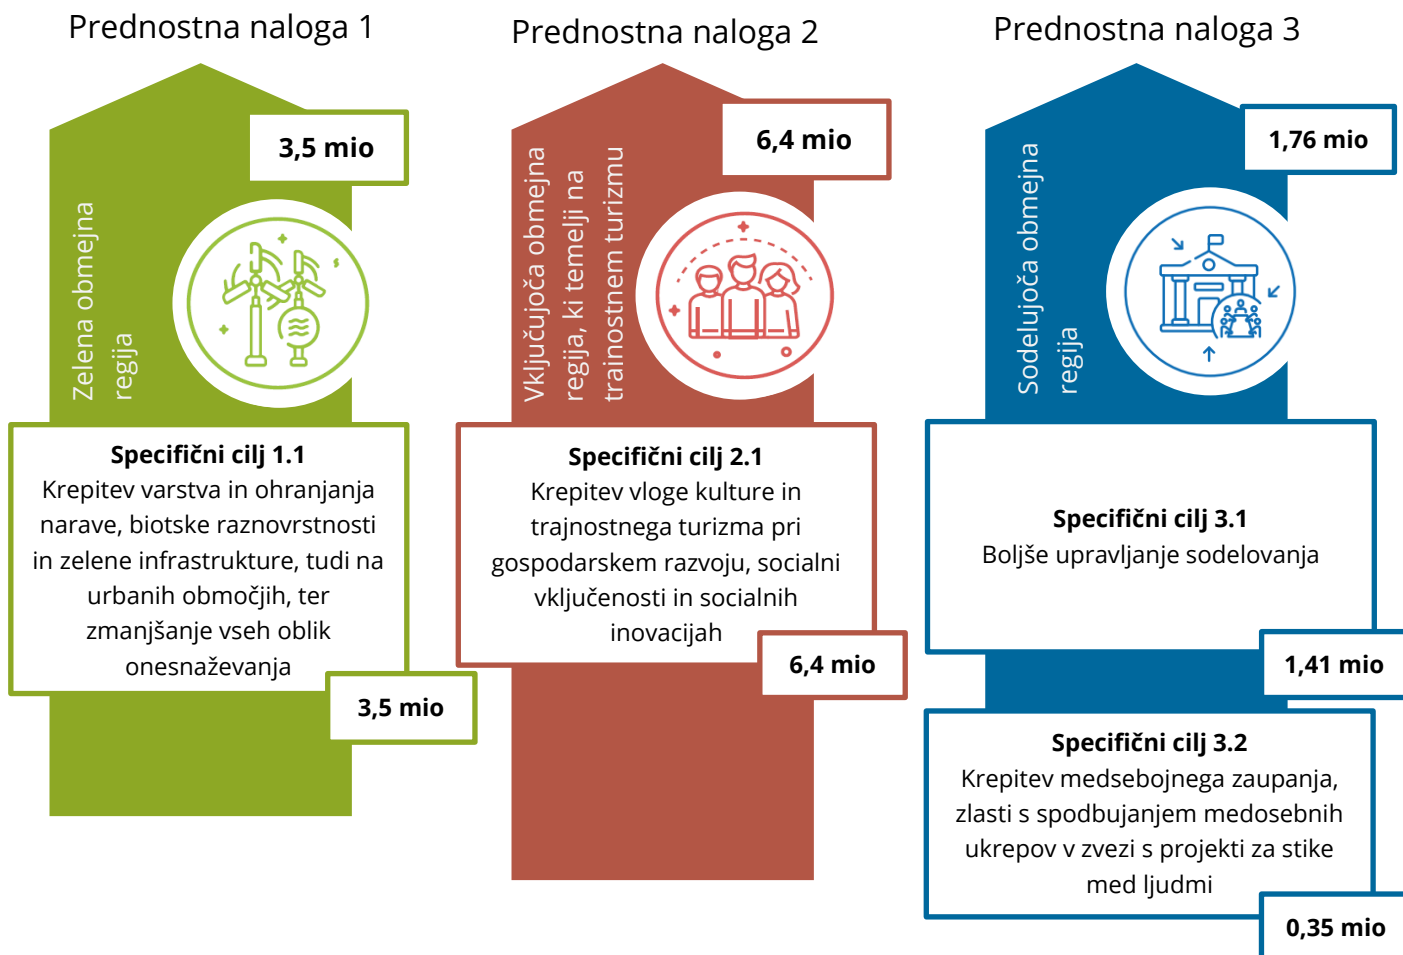 Prednostna naloga 1
3,5 mio
Zelena obmejna
regija
Specifični cilj 1.1
Krepitev varstva in ohranjanja
narave, biotske raznovrstnosti
in zelene infrastrukture, tudi na
urbanih območjih, ter
zmanjšanje vseh oblik
onesnaževanja
3,5 mio
Prednostna naloga 2
6,4 mio
Vključujoča obmejna
regija, ki temelji na
trainostnem turizmu
Specifični cilj 2.1
Krepitev vloge kulture in
trajnostnega turizma pri
gospodarskem razvoju, socialni
vključenosti in socialnih
inovacijah
6,4 mio
Prednostna naloga 3
1,76 mio
Sodelujoča obmejna
regija
Specifični cilj 3.1
Boljše upravljanje sodelovanja
1,41 mio
Specifični cilj 3.2
Krepitev medsebojnega zaupanja,
zlasti s spodbujanjem medosebnih
ukrepov v zvezi s projekti za stike
med ljudmi
0,35 mio